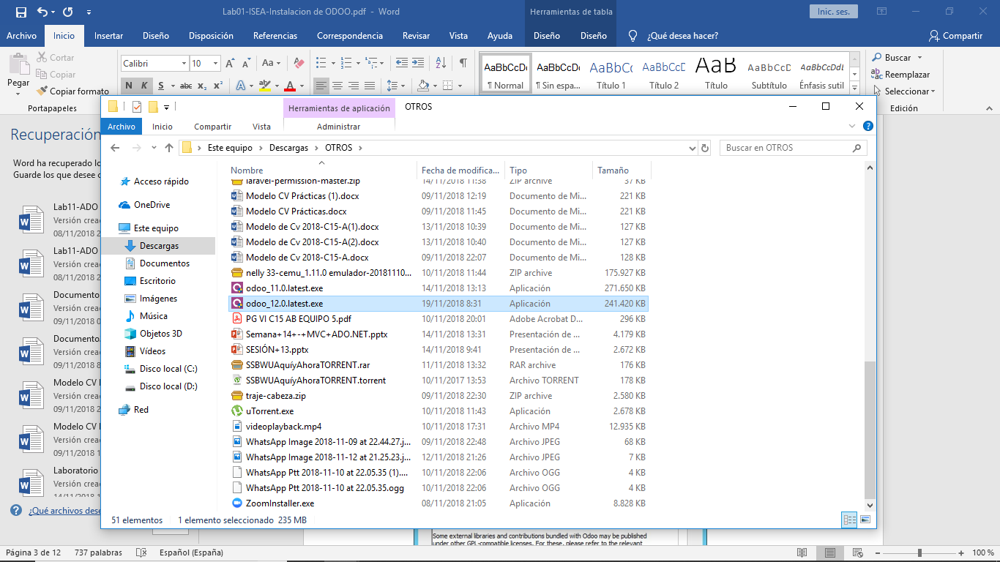 Lab01-ISEA-Instalacion de ODOO.pdf - Word
Herramientas de tabla
Inic. ses.
Archivo Inicio Insertar Diseño Disposición Referencias Correspondencia Revisar Vista Ayuda Diseño Diseño ¿Qué desea hacer? Compartir
Pegar
Cortar
Copiar
Copiar formato
Portapapeles
Calibri 10
N K S abc x₂ x²
AaBbCcDc AaBbCcDc AaBbCc AaBbCcD AaB AaBbCcD AaBbCcDdE
¶ Normal ¶ Sin espa... Título 1 Título 2 Título Subtítulo Énfasis sutil
Buscar
Reemplazar
Seleccionar
Edición
Recuperación
Word ha recuperado lo
Guarde los que desee c
Lab11-ADO
Versión creac
08/11/2018 2
Lab11-ADO
Versión creac
08/11/2018 2
Documento
Versión creac
09/11/2018 0
Documento.
Versión creac
09/11/2018 8
Modelo CV I
Versión creac
09/11/2018 2
Modelo CV I
Versión creac
09/11/2018 1
Laboratorio
Versión creac
14/11/2018 1
¿Qué archivos dese
Herramientas de aplicación
OTROS
Archivo Inicio Compartir Vista Administrar
Este equipo > Descargas > OTROS >
Buscar en OTROS
Acceso rápido
OneDrive
Este equipo
Descargas
Documentos
Escritorio
Imágenes
Música
Objetos 3D
Vídeos
Disco local (C:)
Disco local (D:)
Red
Nombre Fecha de modifica... Tipo Tamaño
laravel-permission-master.zip 14/11/2018 11:38 ZIP archive 37 KB
Modelo CV Prácticas (1).docx 09/11/2018 12:19 Documento de Mi... 221 KB
Modelo CV Prácticas.docx 09/11/2018 11:45 Documento de Mi... 221 KB
Modelo de Cv 2018-C15-A(1).docx 13/11/2018 10:39 Documento de Mi... 127 KB
Modelo de Cv 2018-C15-A(2).docx 13/11/2018 10:40 Documento de Mi... 127 KB
Modelo de Cv 2018-C15-A.docx 09/11/2018 22:07 Documento de Mi... 128 KB
nelly 33-cemu_1.11.0 emulador-20181110... 10/11/2018 11:44 ZIP archive 175.927 KB
odoo_11.0.latest.exe 14/11/2018 13:13 Aplicación 271.650 KB
odoo_12.0.latest.exe 19/11/2018 8:31 Aplicación 241.420 KB
PG VI C15 AB EQUIPO 5.pdf 10/11/2018 20:01 Adobe Acrobat D... 296 KB
Semana+14+-+MVC+ADO.NET.pptx 14/11/2018 13:31 Presentación de ... 4.179 KB
SESIÓN+13.pptx 14/11/2018 9:41 Presentación de ... 2.672 KB
SSBWUAquíyAhoraTORRENT.rar 11/11/2018 13:32 RAR archive 176 KB
SSBWUAquíyAhoraTORRENT.torrent 10/10/2017 13:53 Archivo TORRENT 178 KB
traje-cabeza.zip 09/11/2018 22:30 ZIP archive 2.580 KB
uTorrent.exe 10/11/2018 11:43 Aplicación 2.678 KB
videoplayback.mp4 10/11/2018 17:31 Archivo MP4 12.935 KB
WhatsApp Image 2018-11-09 at 22.44.27.j... 09/11/2018 22:48 Archivo JPEG 68 KB
WhatsApp Image 2018-11-12 at 21.25.23.j... 12/11/2018 21:26 Archivo JPEG 7 KB
WhatsApp Ptt 2018-11-10 at 22.05.35 (1).... 10/11/2018 22:06 Archivo OGG 4 KB
WhatsApp Ptt 2018-11-10 at 22.05.35.ogg 10/11/2018 22:06 Archivo OGG 4 KB
ZoomInstaller.exe 08/11/2018 21:05 Aplicación 8.828 KB
51 elementos 1 elemento seleccionado 235 MB
Some external libraries and contributions bundled with Odoo may be published
under other GPL-compatible licenses. For these, please refer to the relevant
Página 3 de 12 737 palabras Español (España) 100 %